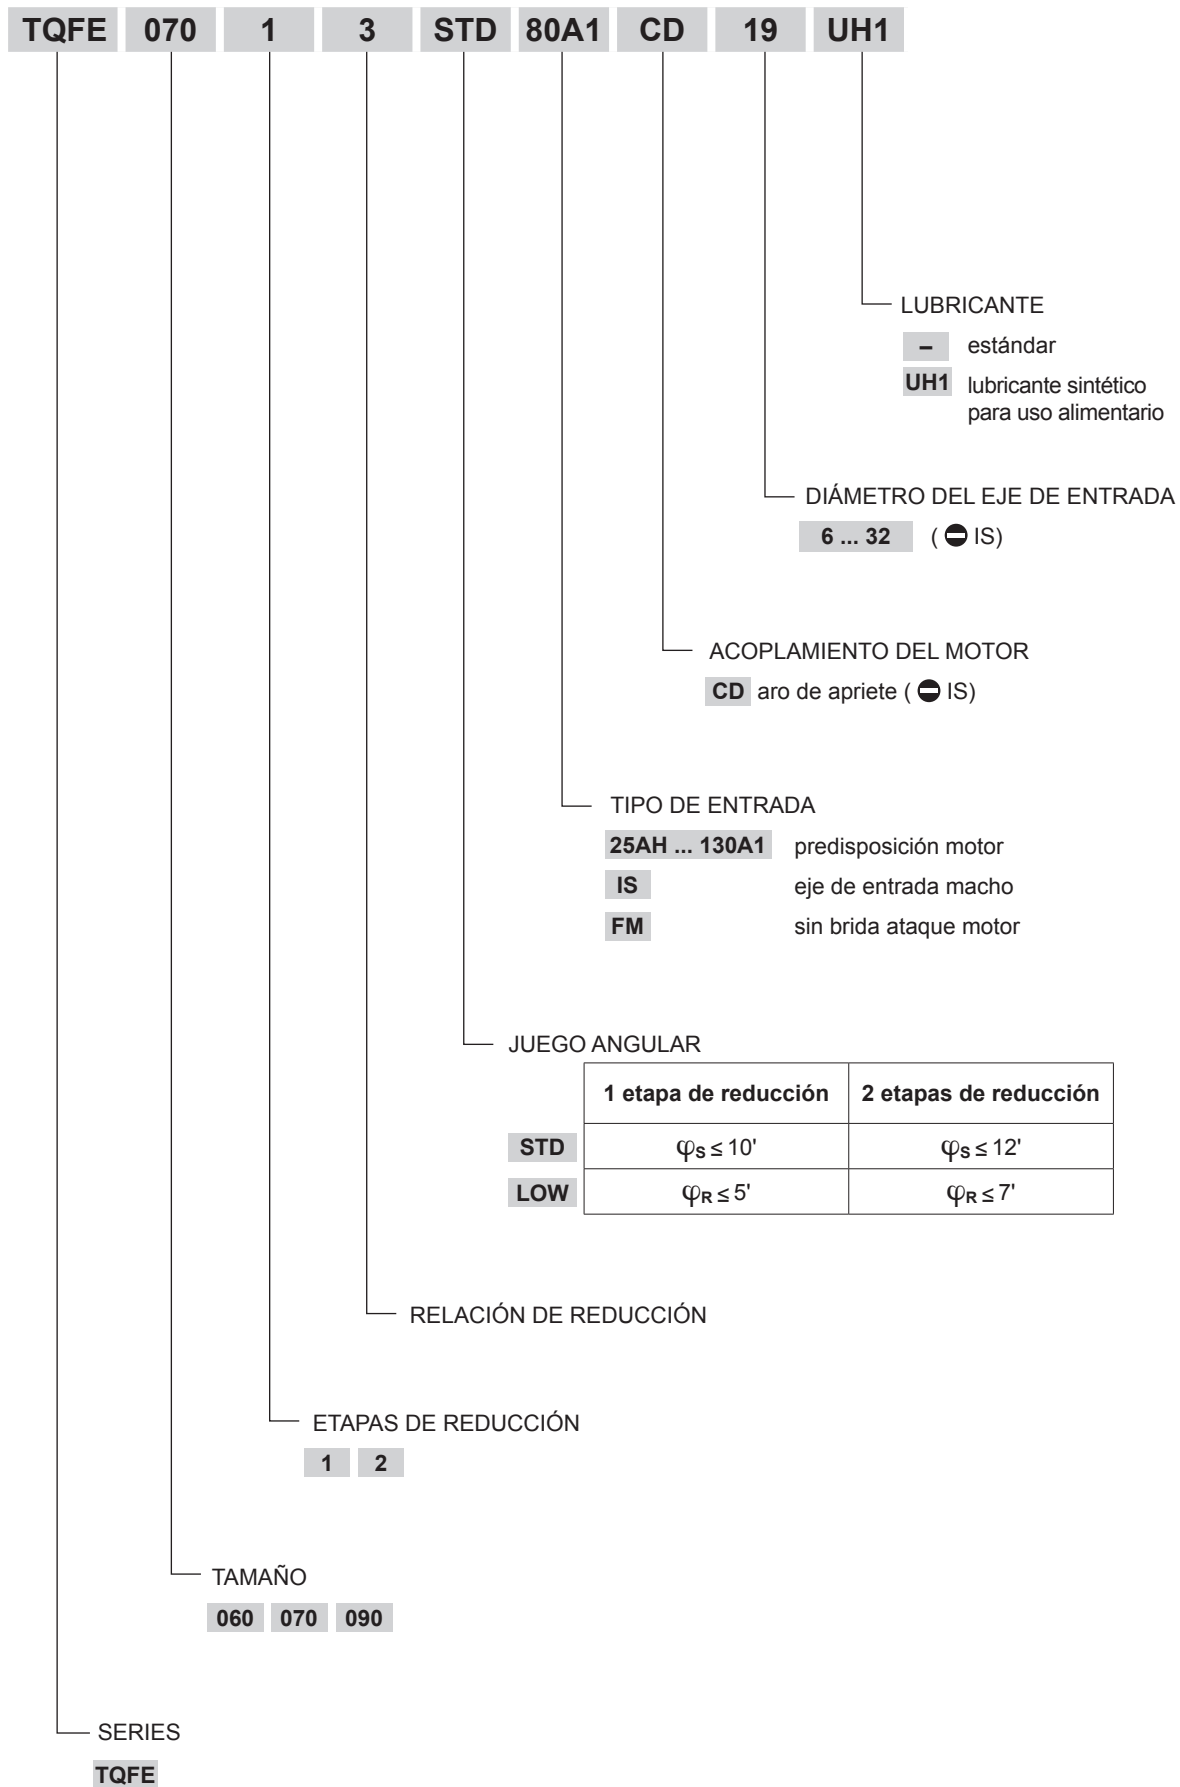 TQFE 070 1 3 STD 80A1 CD 19 UH1
LUBRICANTE
– estándar
UH1 lubricante sintético
para uso alimentario
DIÁMETRO DEL EJE DE ENTRADA
6 ... 32 ( IS)
ACOPLAMIENTO DEL MOTOR
CD aro de apriete ( IS)
TIPO DE ENTRADA
25AH ... 130A1 predisposición motor
IS eje de entrada macho
FM sin brida ataque motor
JUEGO ANGULAR
1 etapa de reducción 2 etapas de reducción
STD φS ≤ 10' φS ≤ 12'
LOW φR ≤ 5' φR ≤ 7'
RELACIÓN DE REDUCCIÓN
ETAPAS DE REDUCCIÓN
1 2
TAMAÑO
060 070 090
SERIES
TQFE